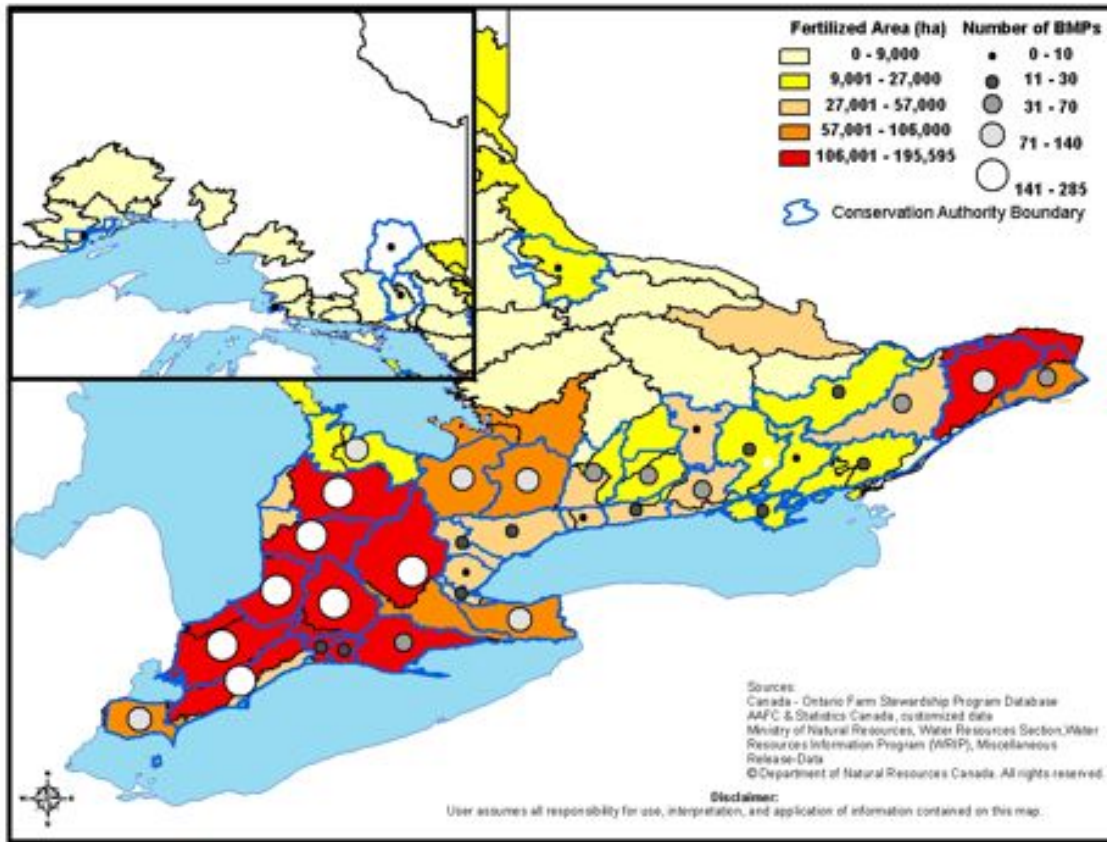 Fertilized Area (ha) Number of BMPs
0 - 9,000 0 - 10
9,001 - 27,000 11 - 30
27,001 - 57,000 31 - 70
57,001 - 106,000 71 - 140
106,001 - 195,595 141 - 285
Conservation Authority Boundary
Sources:
Canada - Ontario Farm Stewardship Program Database
AAFC & Statistics Canada, customized data
Ministry of Natural Resources, Water Resources Section,Water
Resources Information Program (WRIP), Miscellaneous
Release-Data
©Department of Natural Resources Canada. All rights reserved.
Disclaimer:
User assumes all responsibility for use, interpretation, and application of information contained on this map.